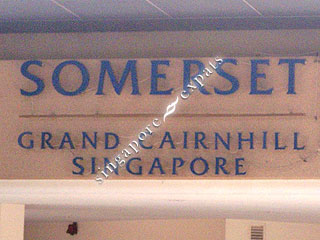 SOMERSET
GRAND CAIRNHILL
SINGAPORE
singapore expats